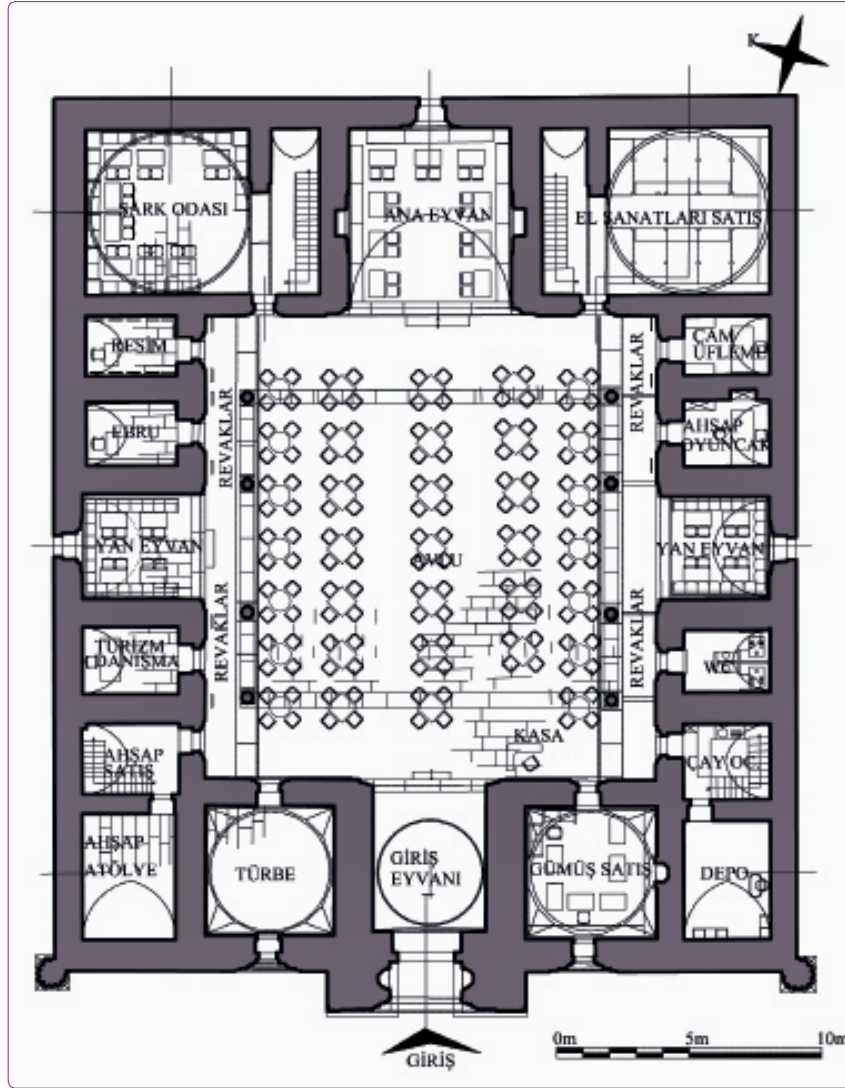 K
ŞARK ODASI
ANA EYVAN
EL SANATLARI SATIŞ
RESİM
CAM
ÜFLEME
REVAKLAR
REVAKLAR
EBRU
AHŞAP
OYUNCAK
YAN EYVAN
AVLU
YAN EYVAN
REVAKLAR
REVAKLAR
TURİZM
DANIŞMA
WC
AHŞAP
SATIŞ
KASA
ÇAY OC.
AHŞAP
ATÖLYE
TÜRBE
GİRİŞ
EYVANI
GÜMÜŞ SATIŞ
DEPO
GİRİŞ
0m 5m 10m